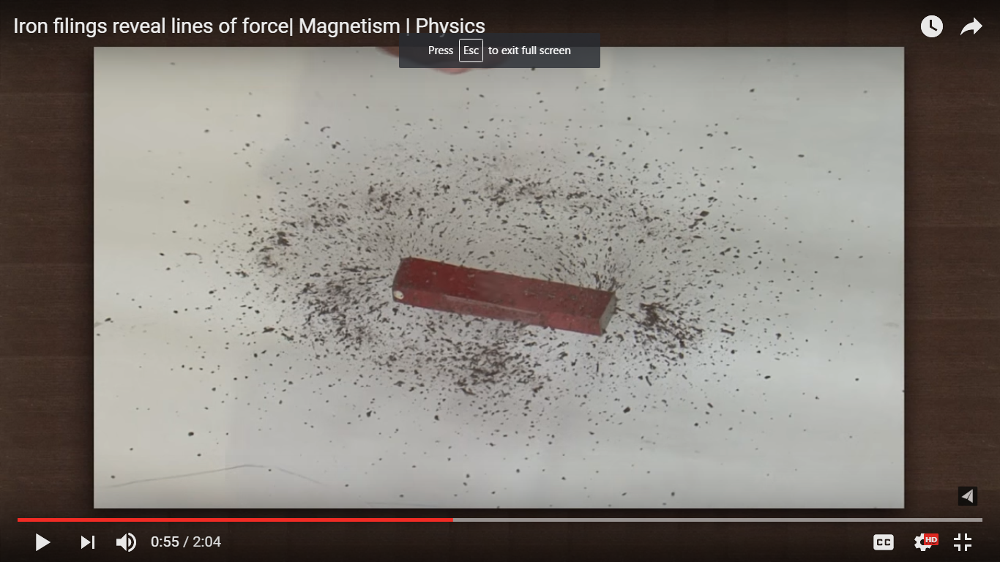 Iron filings reveal lines of force| Magnetism | Physics
Press Esc to exit full screen
0:55 / 2:04
CC
HD